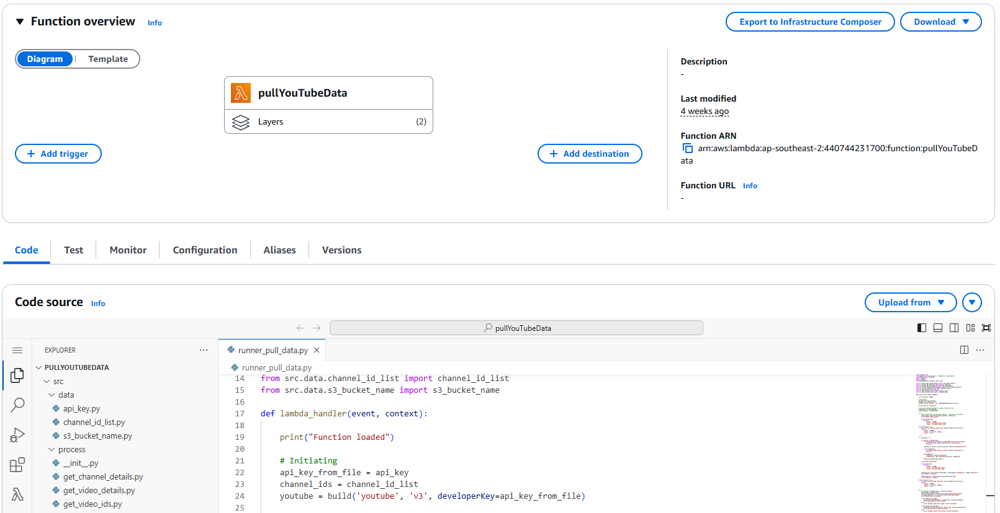 Function overview Info
Export to Infrastructure Composer
Download
Diagram
Template
pullYouTubeData
Layers (2)
+ Add trigger
+ Add destination
Description
-
Last modified
4 weeks ago
Function ARN
arn:aws:lambda:ap-southeast-2:440744231700:function:pullYouTubeD
ata
Function URL Info
-
Code
Test
Monitor
Configuration
Aliases
Versions
Code source Info
Upload from
pullYouTubeData
EXPLORER
PULLYOUTUBEDATA
src
data
api_key.py
channel_id_list.py
s3_bucket_name.py
process
__init__.py
get_channel_details.py
get_video_details.py
get_video_ids.py
runner_pull_data.py
runner_pull_data.py
14 from src.data.channel_id_list import channel_id_list
15 from src.data.s3_bucket_name import s3_bucket_name
16
17 def lambda_handler(event, context):
18
19 print("Function loaded")
20
21 # Initiating
22 api_key_from_file = api_key
23 channel_ids = channel_id_list
24 youtube = build('youtube', 'v3', developerKey=api_key_from_file)
25